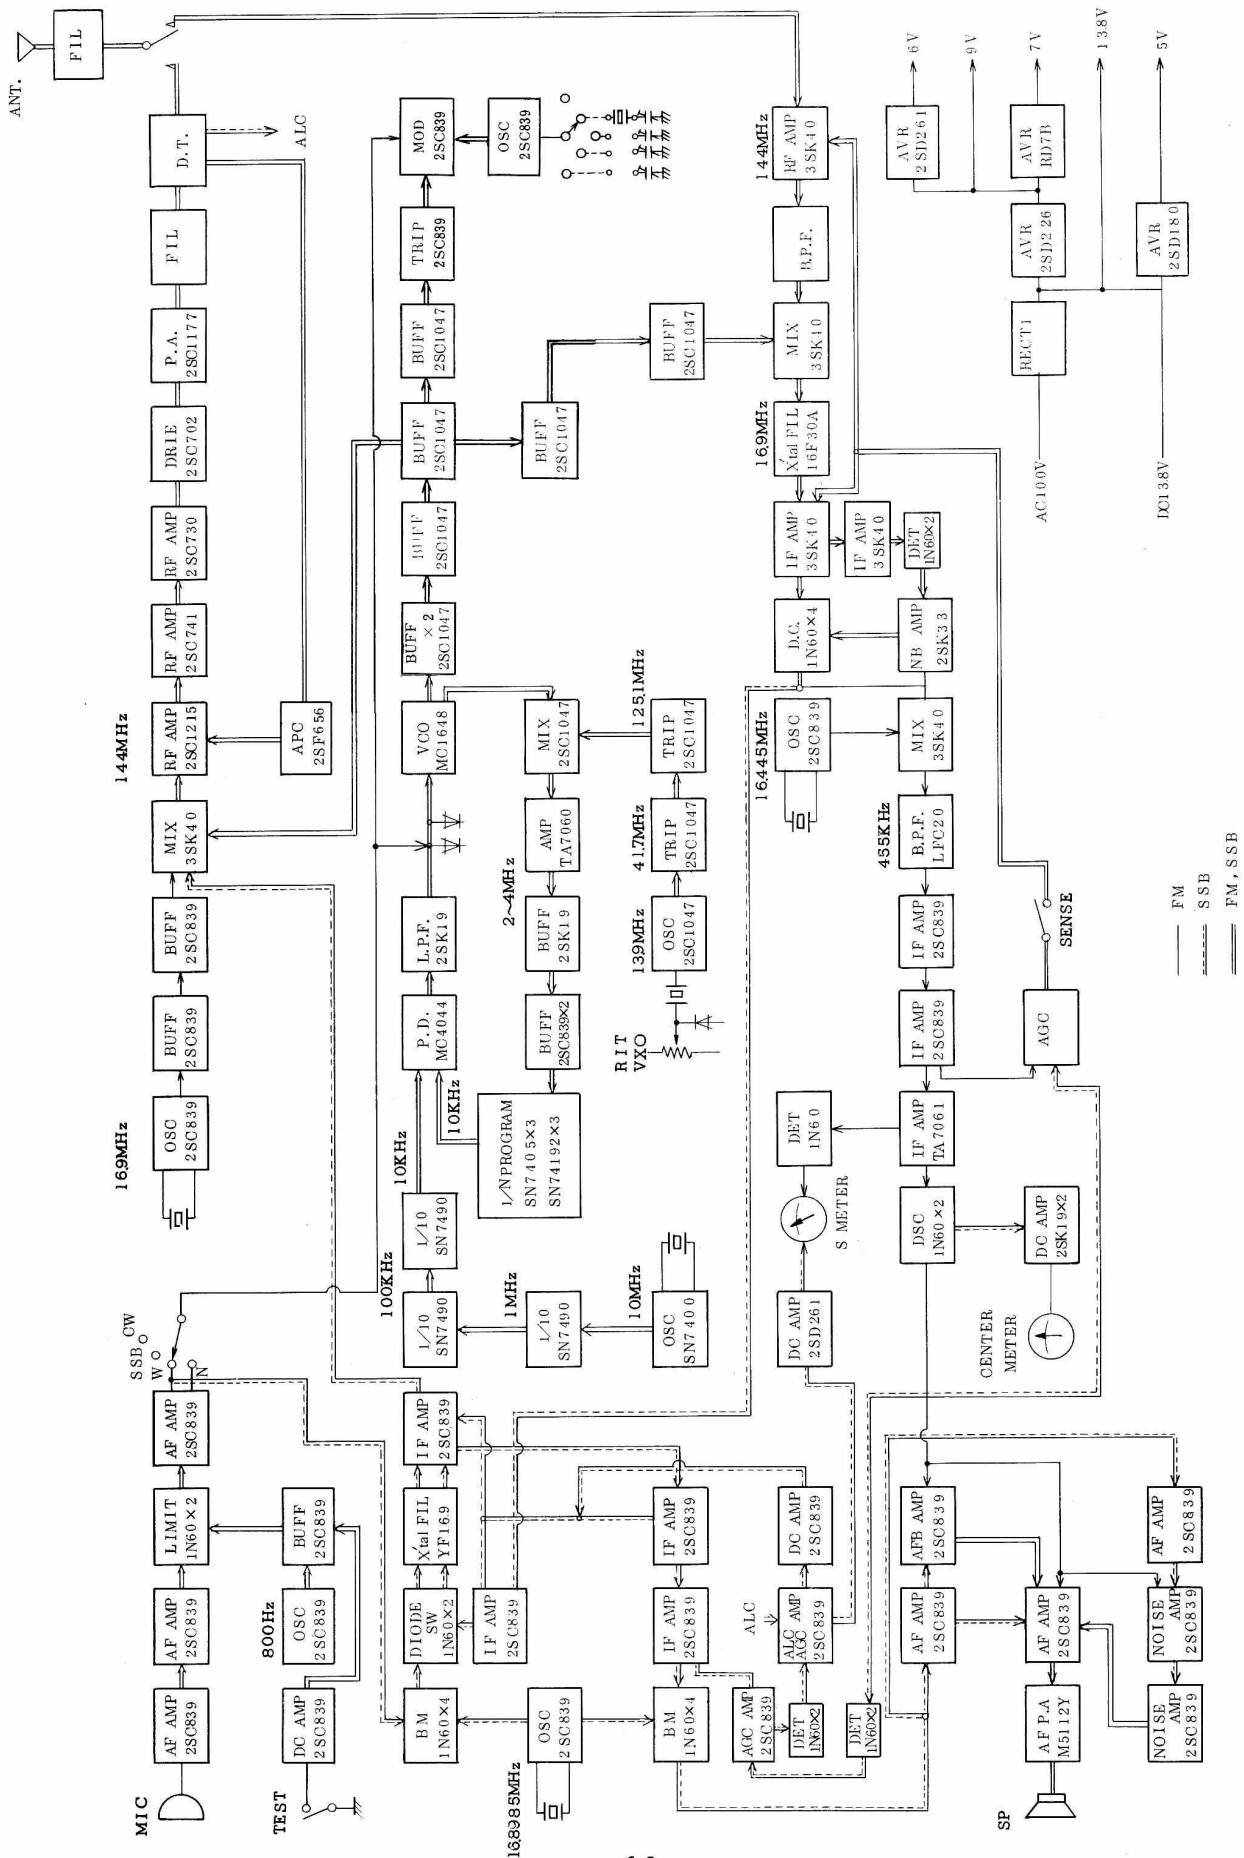 ANT.
FIL
D.T.
ALC
FIL
P.A.
2SC1177
DRIE
2SC702
RF AMP
2SC730
RF AMP
2SC741
144MHz
RF AMP
2SC1215
APC
2SF656
MIX
3SK40
BUFF
2SC839
BUFF
2SC839
16.9MHz
OSC
2SC839
SSB
CW
W
N
AF AMP
2SC839
LIMIT
1N60×2
AF AMP
2SC839
AF AMP
2SC839
MIC
BUFF
2SC839
800Hz
OSC
2SC839
DC AMP
2SC839
TEST
MOD
2SC839
OSC
2SC839
TRIP
2SC839
BUFF
2SC1047
BUFF
2SC1047
BUFF
2SC1047
BUFF
2SC1047
BUFF
2SC1047
BUFF
×2
2SC1047
VCO
MC1648
MIX
2SC1047
125.1MHz
TRIP
2SC1047
41.7MHz
TRIP
2SC1047
13.9MHz
OSC
2SC1047
RIT
VXO
2~4MHz
AMP
TA7060
BUFF
2SK19
BUFF
2SC839×2
L.P.F.
2SK19
P.D.
MC4044
10KHz
10KHz
1/N PROGRAM
SN7405×3
SN74192×3
1/10
SN7490
100KHz
1/10
SN7490
1MHz
1/10
SN7490
10MHz
OSC
SN7400
IF AMP
2SC839
X'tal FIL
YF16.9
DIODE
SW
1N60×2
IF AMP
2SC839
BM
1N60×4
OSC
2SC839
16.8985MHz
BM
1N60×4
IF AMP
2SC839
IF AMP
2SC839
AGC AMP
2SC839
DET
1N60×2
ALC
ALC
AGC AMP
2SC839
DC AMP
2SC839
DET
1N60×2
DC AMP
2SD261
S METER
DET
1N60
144MHz
RF AMP
3SK40
B.P.F.
MIX
3SK40
16.9MHz
X'tal FIL
16F30A
IF AMP
3SK40
IF AMP
3SK40
DET
1N60×2
D.C.
1N60×4
NB AMP
2SK33
16.445MHz
OSC
2SC839
MIX
3SK40
455KHz
B.P.F.
LFC20
IF AMP
2SC839
IF AMP
2SC839
IF AMP
TA7061
AGC
SENSE
DSC
1N60×2
DC AMP
2SK19×2
CENTER
METER
AFB AMP
2SC839
AF AMP
2SC839
AF AMP
2SC839
AF P.A
M5112Y
SP
AF AMP
2SC839
NOISE
AMP
2SC839
NOISE
AMP
2SC839
AC100V
RECT1
AVR
2SD226
AVR
2SD261
6V
9V
AVR
RD7B
7V
13.8V
DC13.8V
AVR
2SD180
5V
FM
SSB
FM, SSB